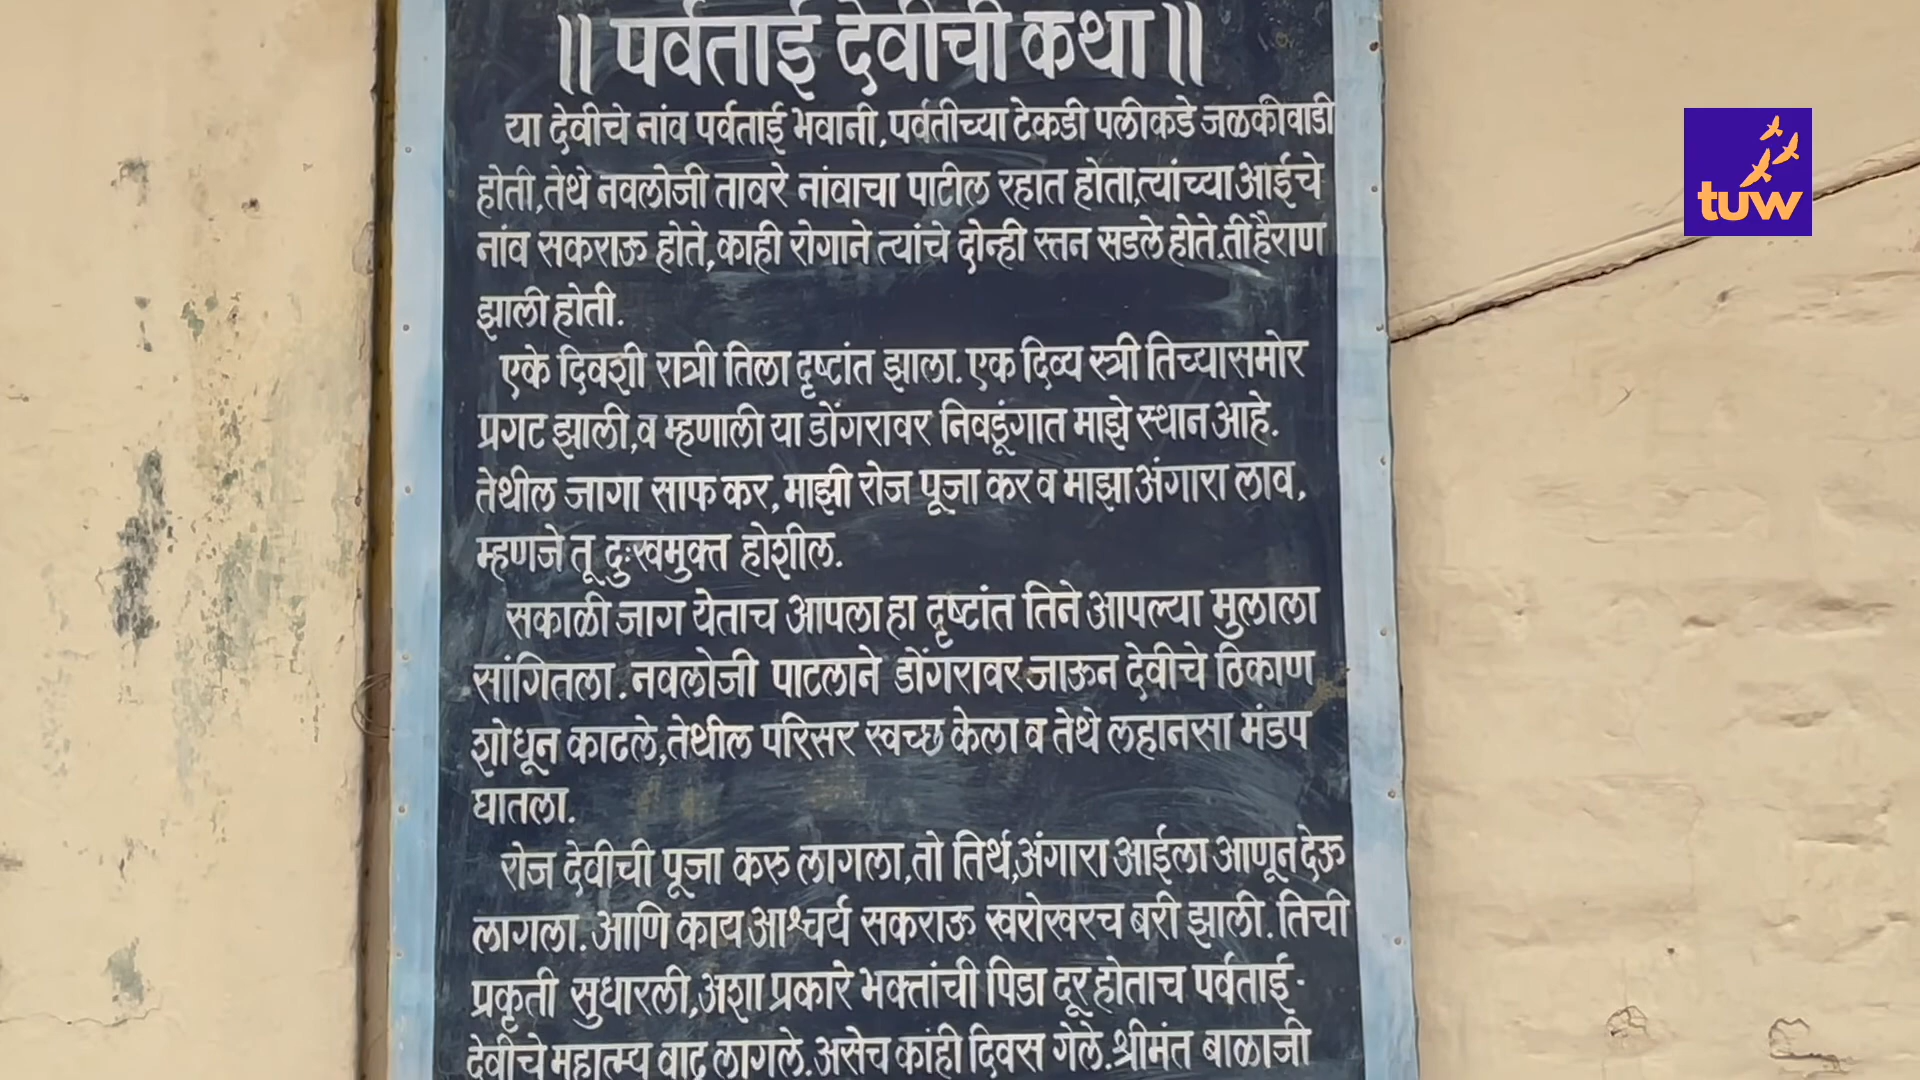 ॥ पर्वताई देवीची कथा ॥
या देवीचे नांव पर्वताई भवानी, पर्वतीच्या टेकडी पलीकडे जळकीवाडी
होती, तेथे नवलोजी तावरे नांवाचा पाटील रहात होता, त्यांच्या आईचे
नांव सकराऊ होते, काही रोगाने त्यांचे दोन्ही स्तन सडले होते. ती हैराण
झाली होती.
एके दिवशी रात्री तिला दृष्टांत झाला. एक दिव्य स्त्री तिच्यासमोर
प्रगट झाली, व म्हणाली या डोंगरावर निवडूंगात माझे स्थान आहे.
तेथील जागा साफ कर, माझी रोज पूजा कर व माझा अंगारा लाव,
म्हणजे तू दुःखमुक्त होशील.
सकाळी जाग येताच आपला हा दृष्टांत तिने आपल्या मुलाला
सांगितला. नवलोजी पाटलाने डोंगरावर जाऊन देवीचे ठिकाण
शोधून काढले, तेथील परिसर स्वच्छ केला व तेथे लहानसा मंडप
घातला.
रोज देवीची पूजा करु लागला, तो तिर्थ, अंगारा आईला आणून देऊ
लागला. आणि काय आश्चर्य सकराऊ खरोखरच बरी झाली. तिची
प्रकृती सुधारली, अशा प्रकारे भक्तांची पिडा दूर होताच पर्वताई-
देवीचे महात्म्य वाढू लागले. असेच कांही दिवस गेले. श्रीमंत बाळाजी
tuw